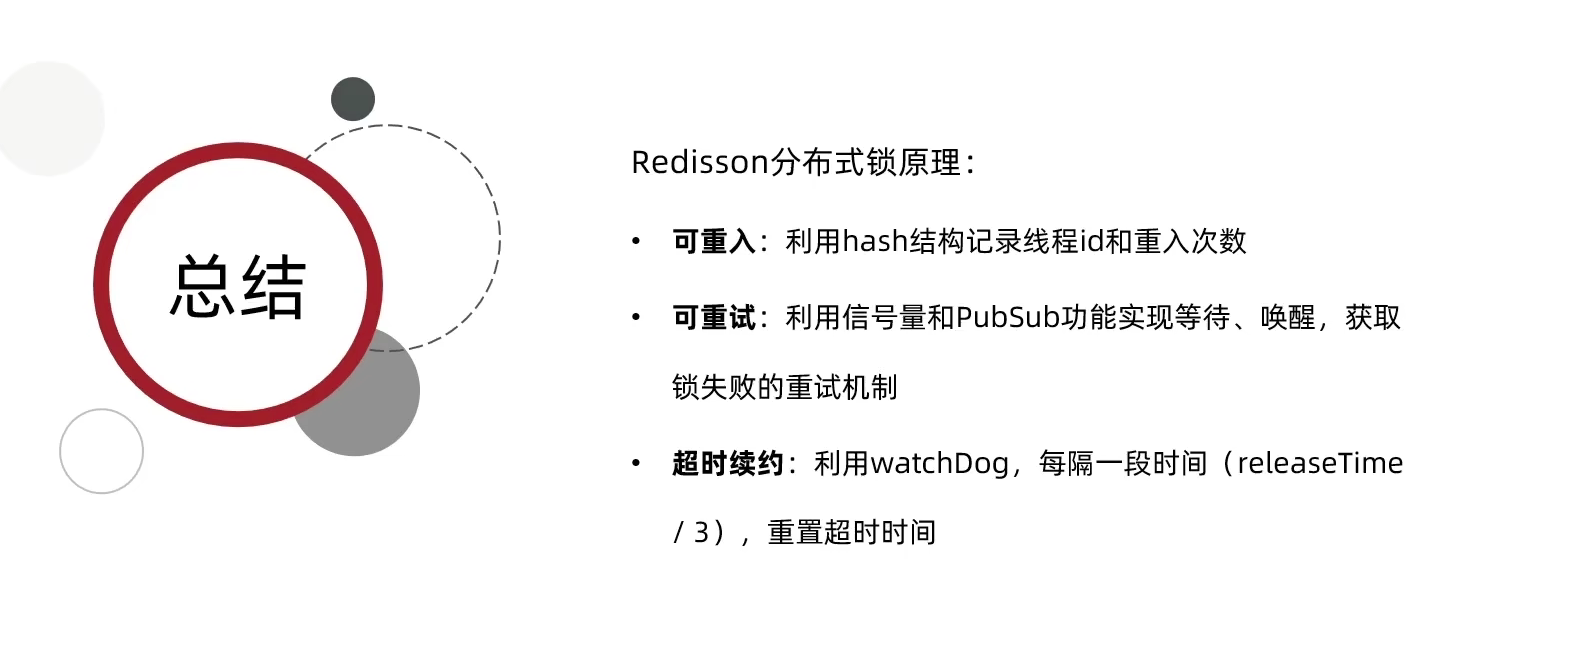 总结
Redisson分布式锁原理：
• 可重入：利用hash结构记录线程id和重入次数
• 可重试：利用信号量和PubSub功能实现等待、唤醒，获取
锁失败的重试机制
• 超时续约：利用watchDog，每隔一段时间（releaseTime
/ 3），重置超时时间